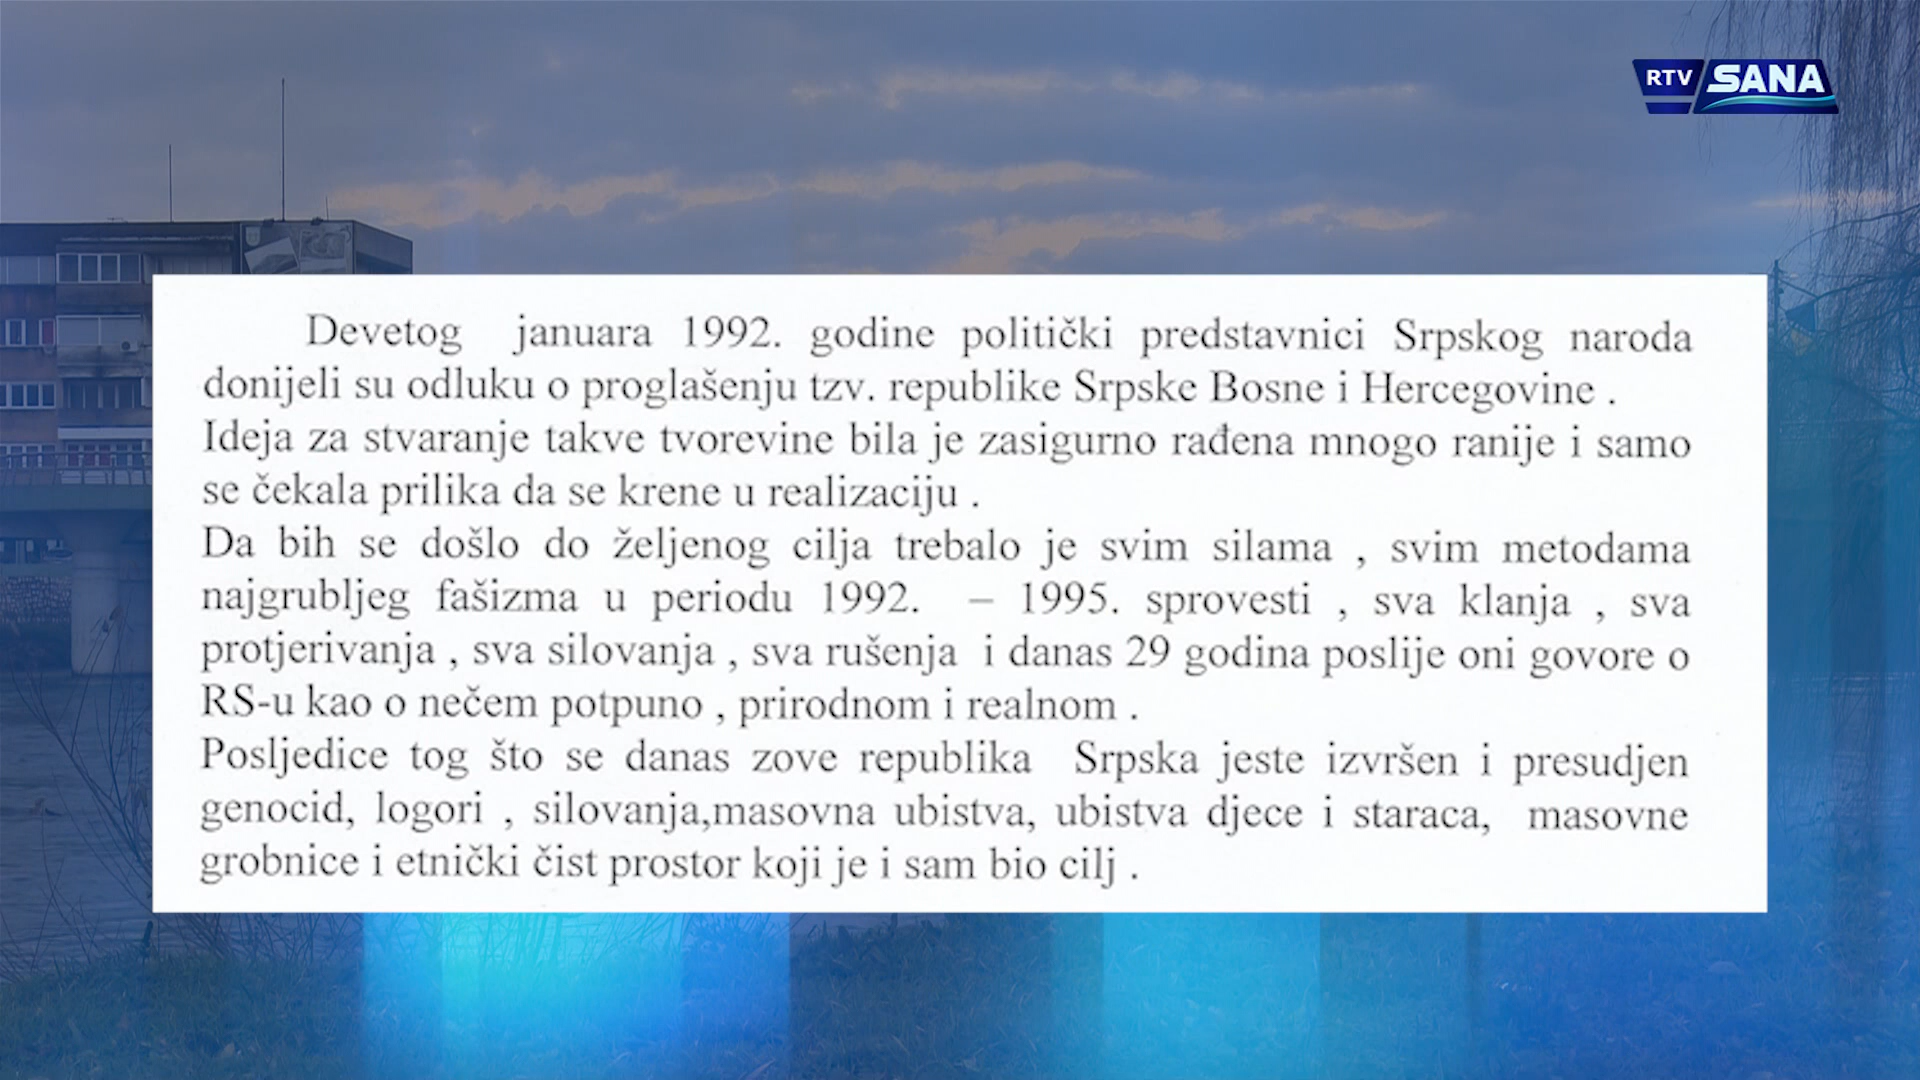 RTV SANA
Devetog januara 1992. godine politički predstavnici Srpskog naroda
donijeli su odluku o proglašenju tzv. republike Srpske Bosne i Hercegovine .
Ideja za stvaranje takve tvorevine bila je zasigurno rađena mnogo ranije i samo
se čekala prilika da se krene u realizaciju .
Da bih se došlo do željenog cilja trebalo je svim silama , svim metodama
najgrubljeg fašizma u periodu 1992. – 1995. sprovesti , sva klanja , sva
protjerivanja , sva silovanja , sva rušenja i danas 29 godina poslije oni govore o
RS-u kao o nečem potpuno , prirodnom i realnom .
Posljedice tog što se danas zove republika Srpska jeste izvršen i presudjen
genocid, logori , silovanja,masovna ubistva, ubistva djece i staraca, masovne
grobnice i etnički čist prostor koji je i sam bio cilj .